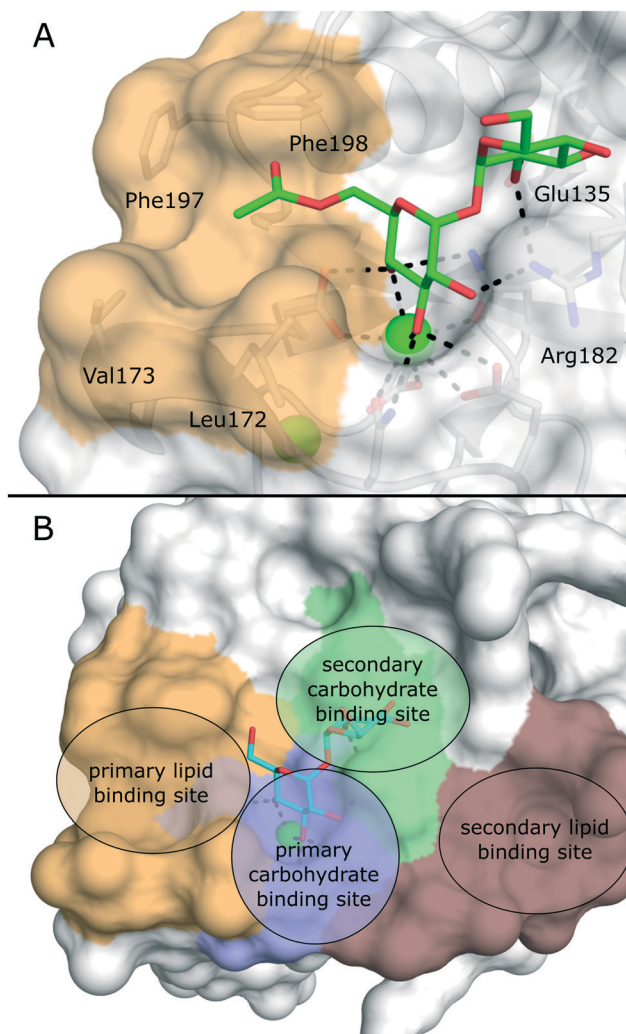 A
Phe198
Phe197
Glu135
Arg182
Val173
Leu172
B
secondary
carbohydrate
binding site
primary lipid
binding site
secondary lipid
binding site
primary
carbohydrate
binding site